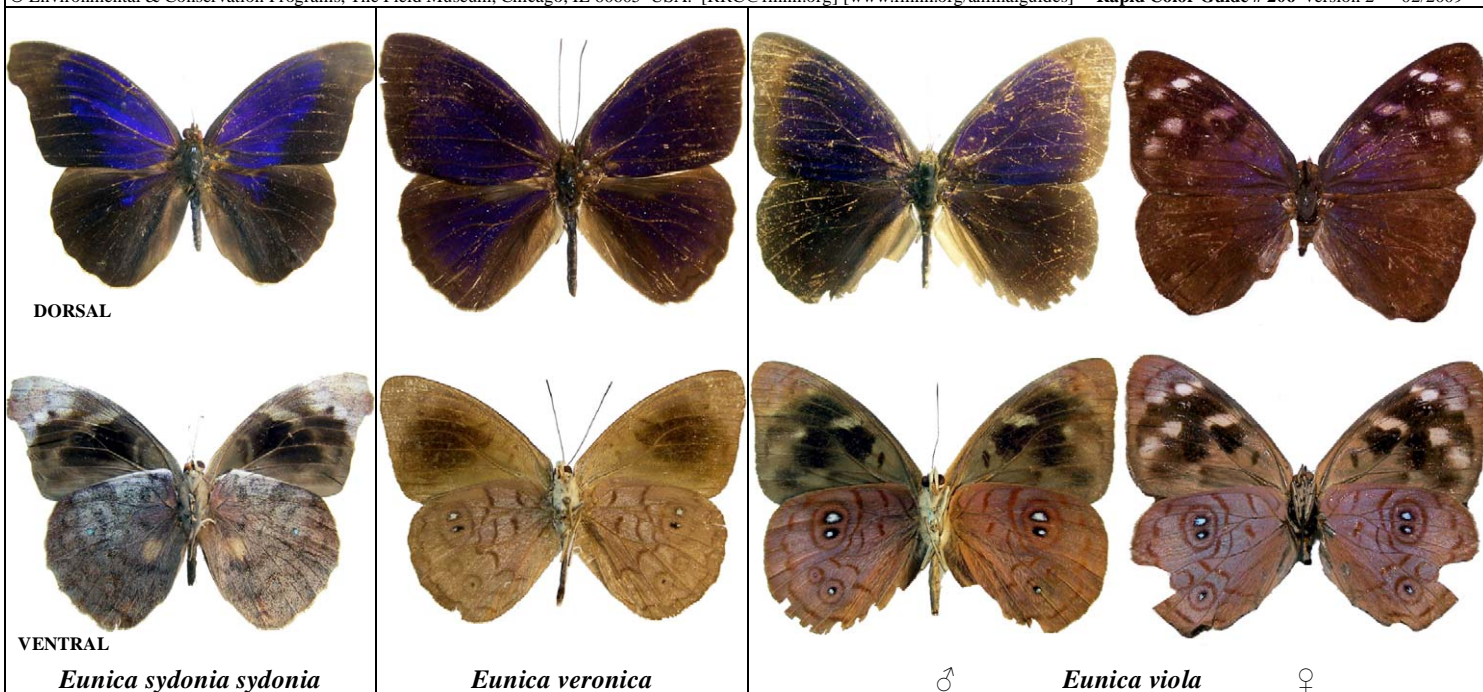 © Environmental & Conservation Programs, The Field Museum, Chicago, IL 60605 USA. [RRC@fmnh.org] [www.fmnh.org/animalguides] Rapid Color Guide # 200 version 2 02/2009
DORSAL
VENTRAL
Eunica sydonia sydonia
Eunica veronica
♂ Eunica viola ♀